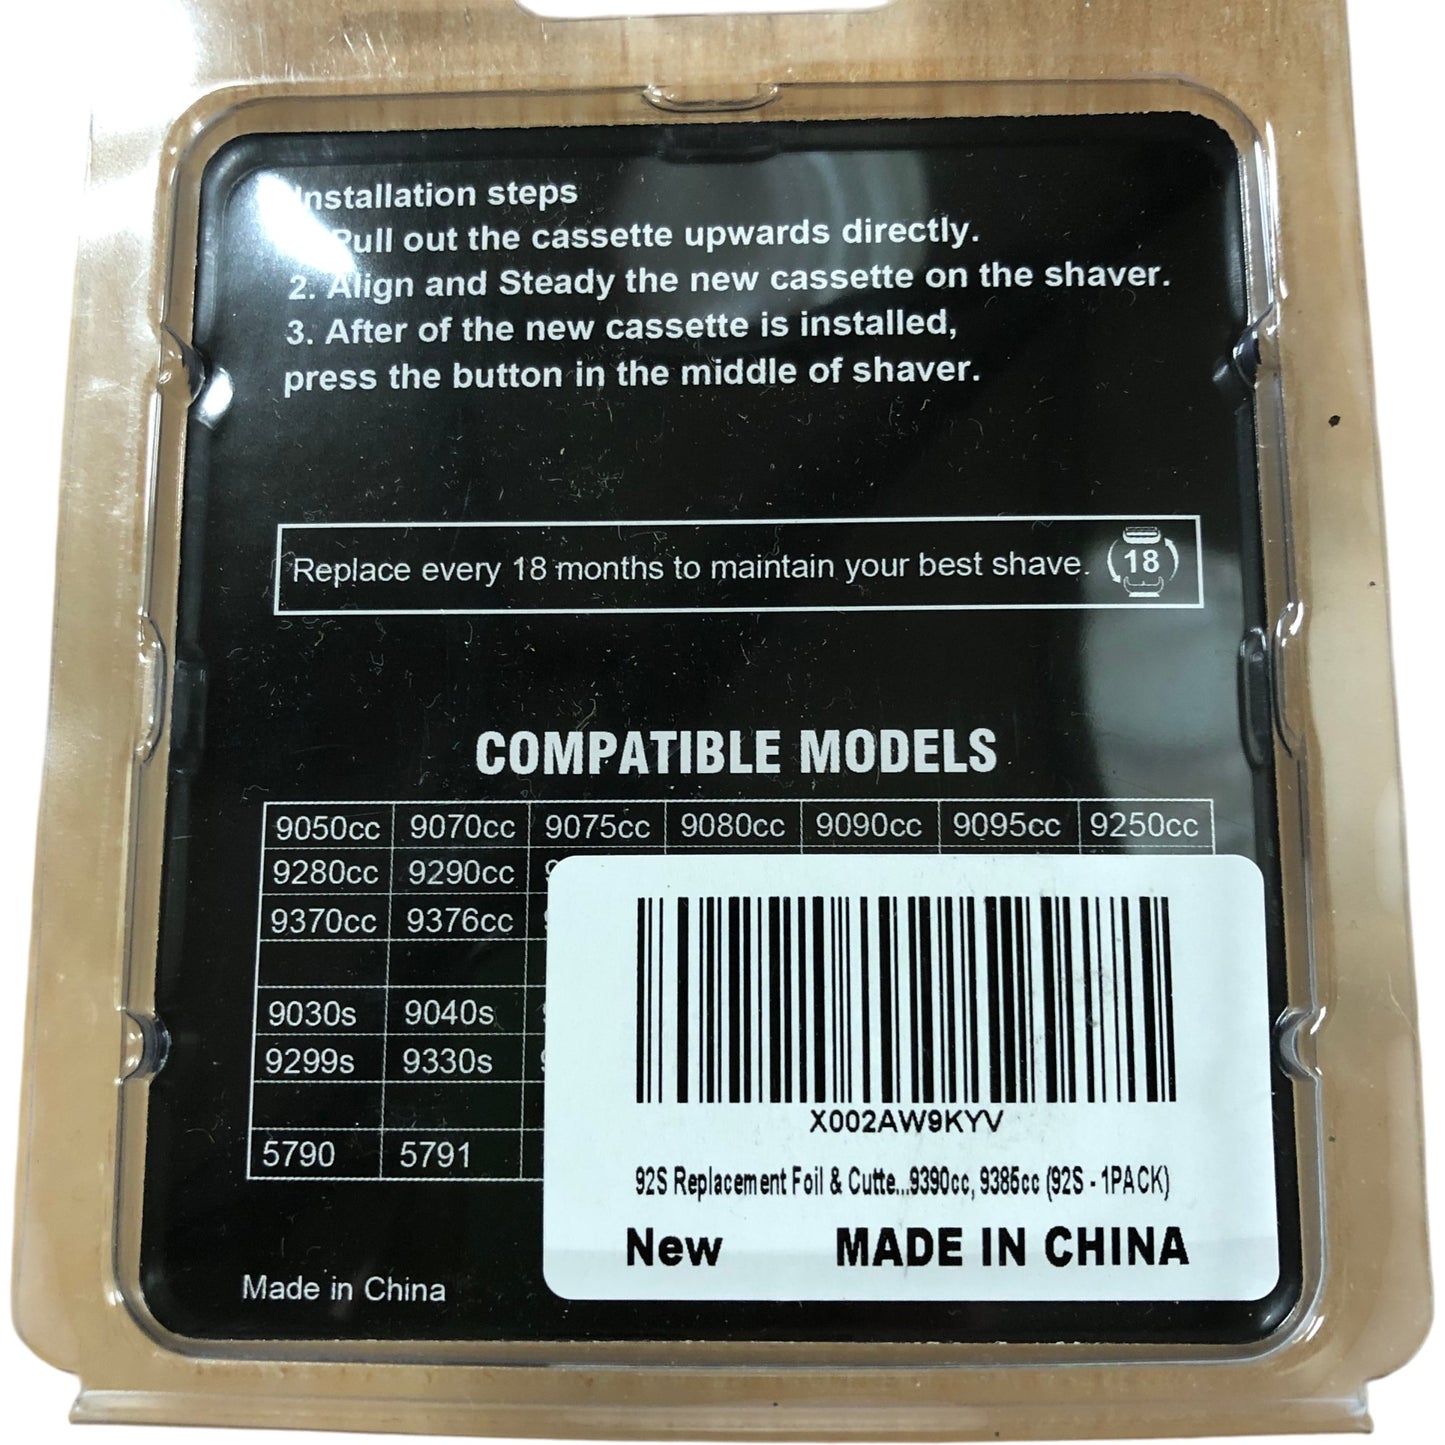 Installation steps
Pull out the cassette upwards directly.
2. Align and Steady the new cassette on the shaver.
3. After of the new cassette is installed,
press the button in the middle of shaver.
Replace every 18 months to maintain your best shave. 18
COMPATIBLE MODELS
9050cc 9070cc 9075cc 9080cc 9090cc 9095cc 9250cc
9280cc 9290cc
9370cc 9376cc
9030s 9040s
9299s 9330s
5790 5791
X002AW9KYV
92S Replacement Foil & Cutte...9390cc, 9385cc (92S - 1PACK)
New MADE IN CHINA
Made in China